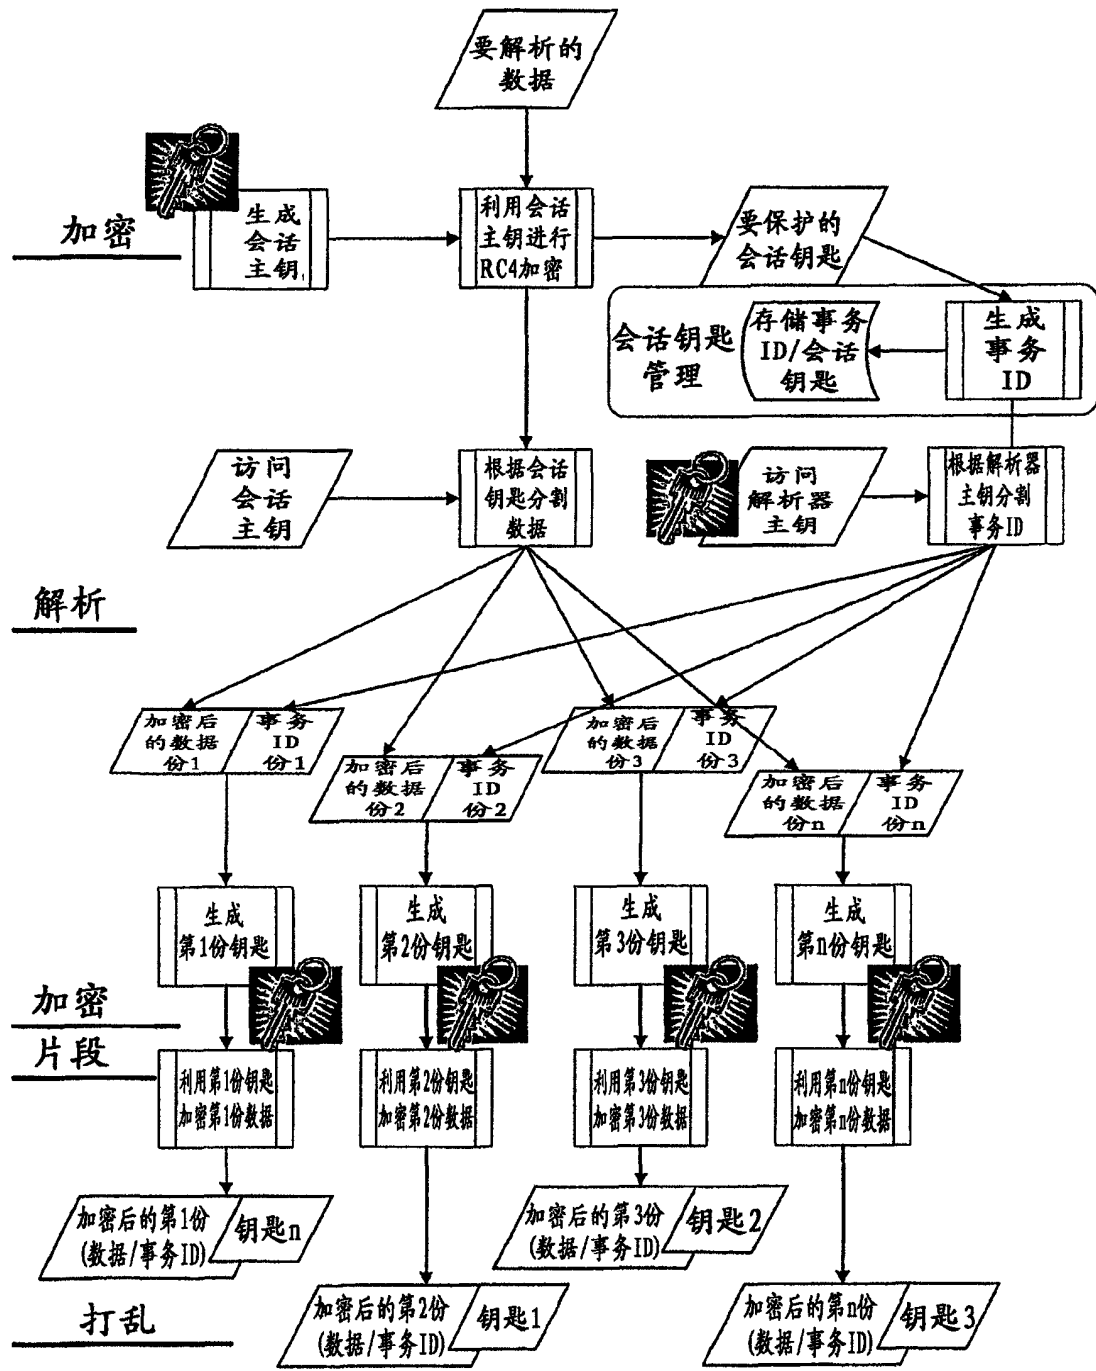 要解析的
数据
加密
生成
会话
主钥
利用会话
主钥进行
RC4加密
要保护的
会话钥匙
会话钥匙
管理
存储事务
ID/会话
钥匙
生成
事务
ID
访问
会话
主钥
根据会话
钥匙分割
数据
访问
解析器
主钥
根据解析器
主钥分割
事务ID
解析
加密后
的数据
份1
事务
ID
份1
加密后
的数据
份2
事务
ID
份2
加密后
的数据
份3
事务
ID
份3
加密后
的数据
份n
事务
ID
份n
生成
第1份钥匙
生成
第2份钥匙
生成
第3份钥匙
生成
第n份钥匙
加密
片段
利用第1份钥匙
加密第1份数据
利用第2份钥匙
加密第2份数据
利用第3份钥匙
加密第3份数据
利用第n份钥匙
加密第n份数据
加密后的第1份
(数据/事务ID)
钥匙n
加密后的第2份
(数据/事务ID)
钥匙1
加密后的第3份
(数据/事务ID)
钥匙2
加密后的第n份
(数据/事务ID)
钥匙3
打乱